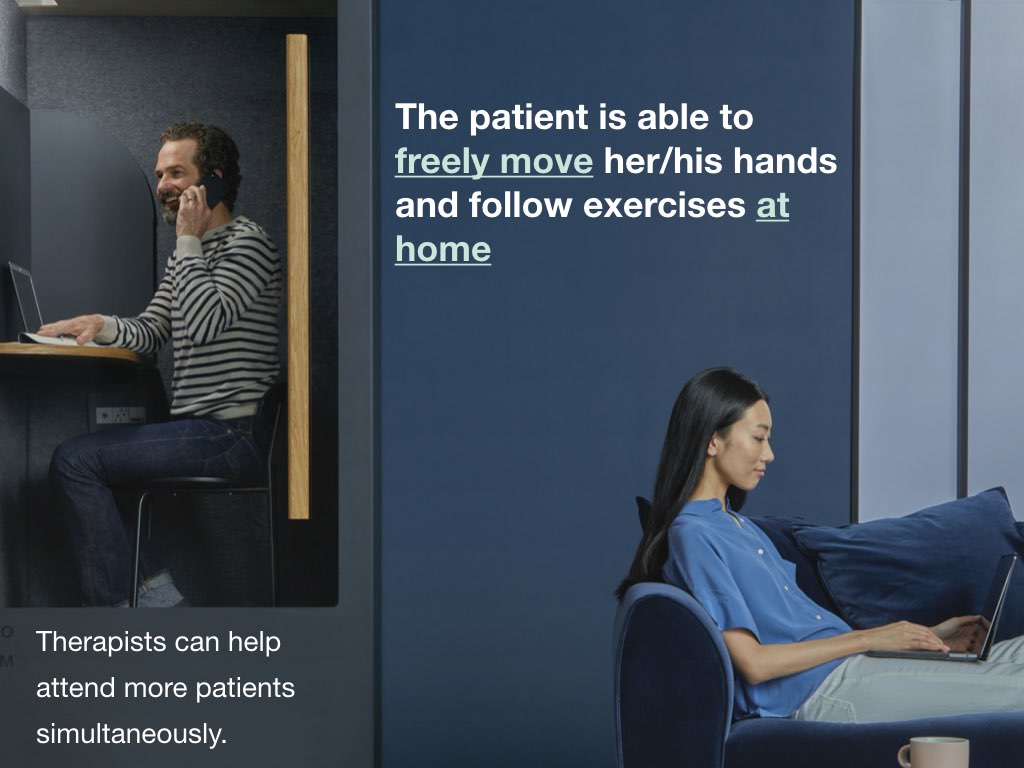 The patient is able to
freely move her/his hands
and follow exercises at
home
O
M
Therapists can help
attend more patients
simultaneously.